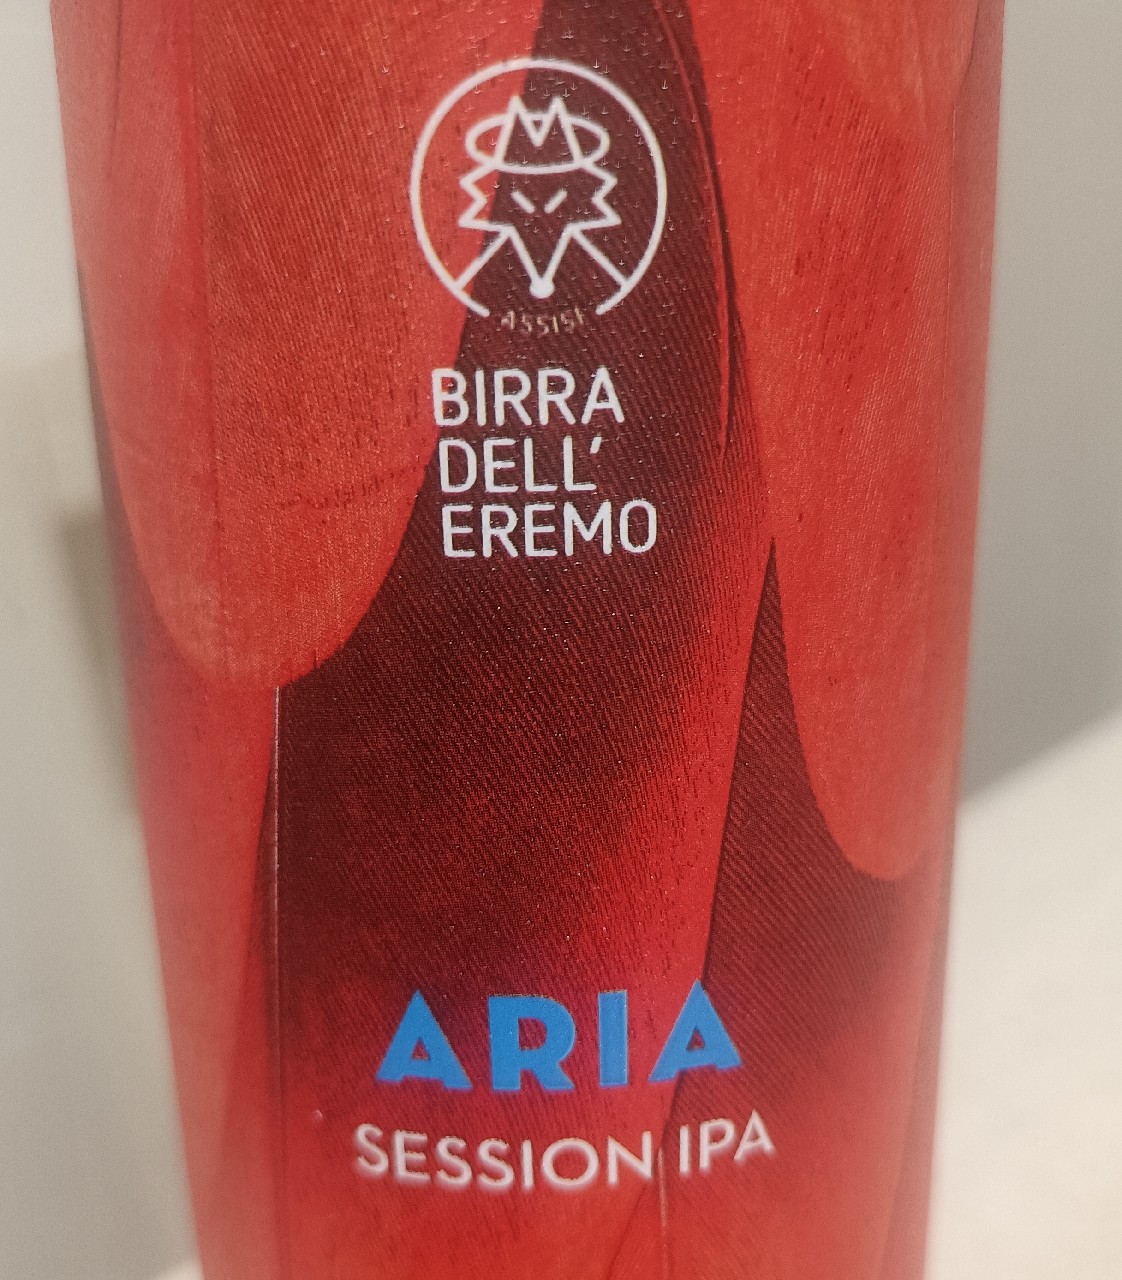 ASSISI
BIRRA
DELL'
EREMO
ARIA
SESSION IPA